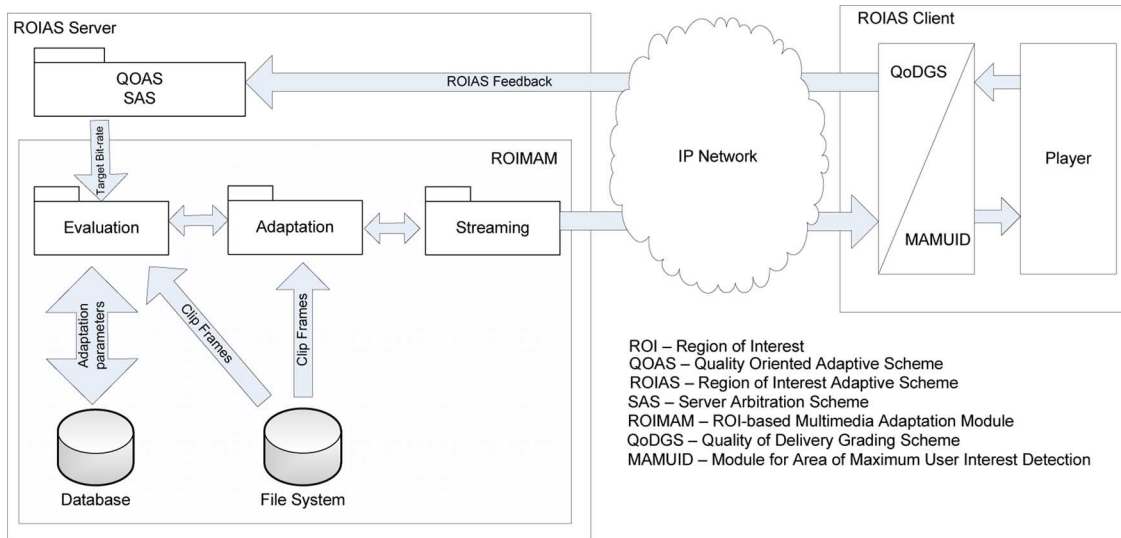 ROIAS Server
ROIAS Client
QOAS
SAS
ROIAS Feedback
QoDGS
Target Bit-rate
ROIMAM
IP Network
Player
Evaluation
Adaptation
Streaming
MAMUID
Adaptation
parameters
Clip Frames
Clip Frames
Database
File System
ROI – Region of Interest
QOAS – Quality Oriented Adaptive Scheme
ROIAS – Region of Interest Adaptive Scheme
SAS – Server Arbitration Scheme
ROIMAM – ROI-based Multimedia Adaptation Module
QoDGS – Quality of Delivery Grading Scheme
MAMUID – Module for Area of Maximum User Interest Detection